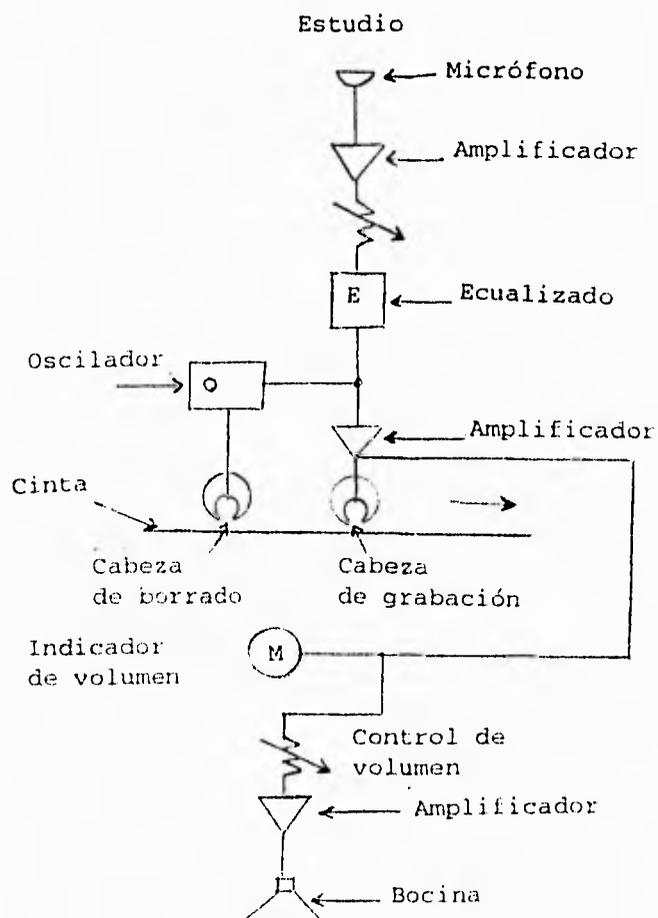 Estudio
Micrófono
Amplificador
E
Ecualizado
Oscilador
Amplificador
Cinta
Cabeza
de borrado
Cabeza
de grabación
Indicador
de volumen
M
Control de
volumen
Amplificador
Bocina